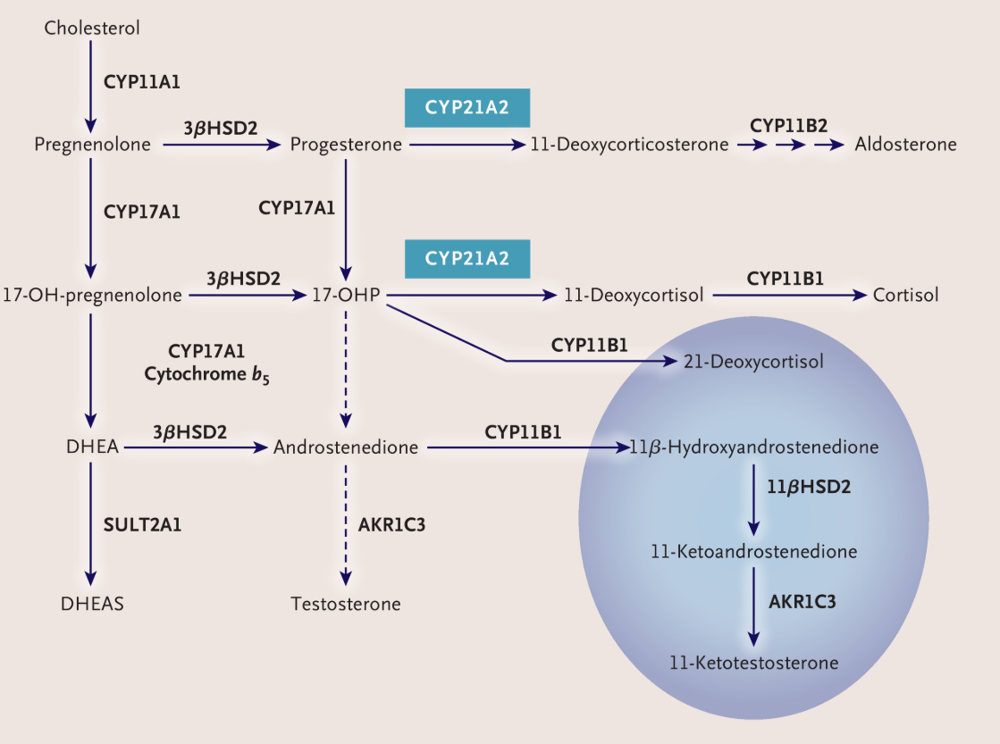 Cholesterol
CYP11A1
CYP21A2
3βHSD2
CYP11B2
Pregnenolone
Progesterone
11-Deoxycorticosterone
Aldosterone
CYP17A1
CYP17A1
CYP21A2
3βHSD2
CYP11B1
17-OH-pregnenolone
17-OHP
11-Deoxycortisol
Cortisol
CYP17A1
Cytochrome b5
CYP11B1
21-Deoxycortisol
3βHSD2
CYP11B1
DHEA
Androstenedione
11β-Hydroxyandrostenedione
11βHSD2
SULT2A1
AKR1C3
11-Ketoandrostenedione
DHEAS
Testosterone
AKR1C3
11-Ketotestosterone